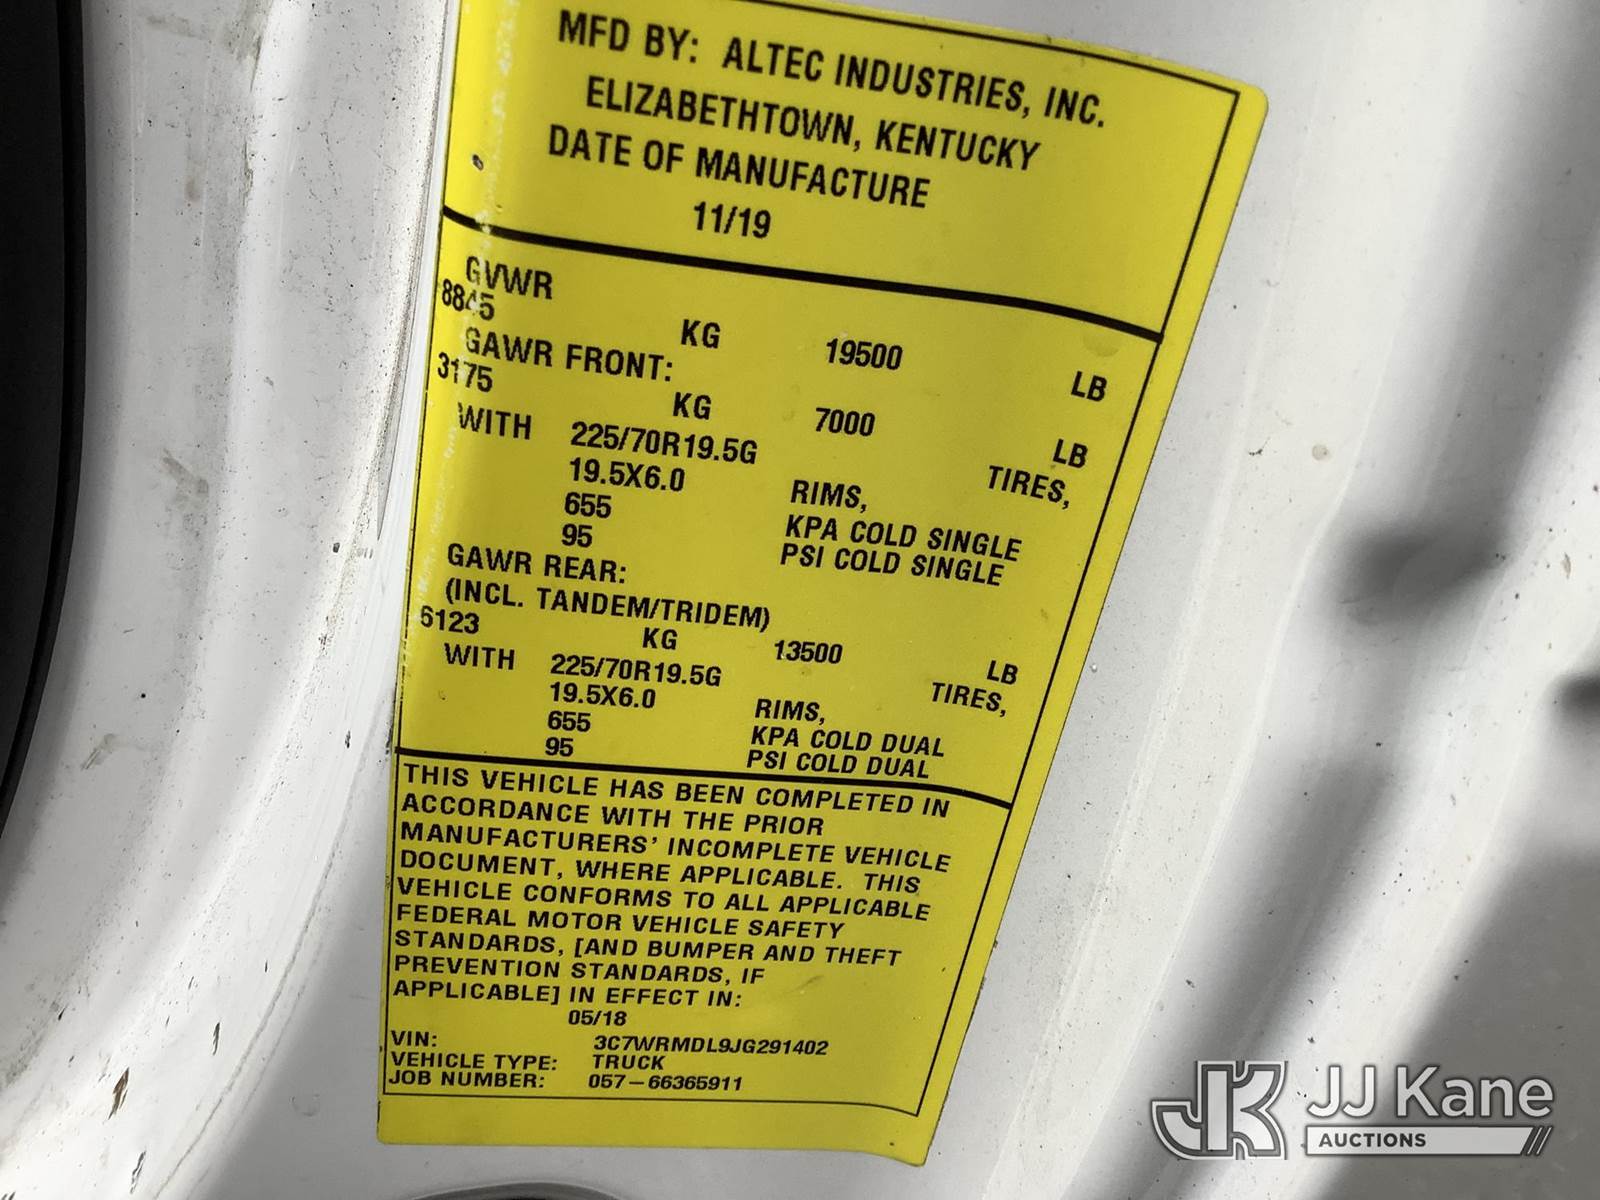 MFD BY: ALTEC INDUSTRIES, INC.
ELIZABETHTOWN, KENTUCKY
DATE OF MANUFACTURE
11/19
GVWR
8845 KG 19500 LB
GAWR FRONT:
3175 KG 7000 LB
WITH 225/70R19.5G TIRES,
19.5X6.0 RIMS,
655 KPA COLD SINGLE
95 PSI COLD SINGLE
GAWR REAR:
(INCL. TANDEM/TRIDEM)
6123 KG 13500 LB
WITH 225/70R19.5G TIRES,
19.5X6.0 RIMS,
655 KPA COLD DUAL
95 PSI COLD DUAL
THIS VEHICLE HAS BEEN COMPLETED IN
ACCORDANCE WITH THE PRIOR
MANUFACTURERS' INCOMPLETE VEHICLE
DOCUMENT, WHERE APPLICABLE. THIS
VEHICLE CONFORMS TO ALL APPLICABLE
FEDERAL MOTOR VEHICLE SAFETY
STANDARDS, [AND BUMPER AND THEFT
PREVENTION STANDARDS, IF
APPLICABLE] IN EFFECT IN:
05/18
VIN: 3C7WRMDL9JG291402
VEHICLE TYPE: TRUCK
JOB NUMBER: 057-66365911
JK JJ Kane
AUCTIONS